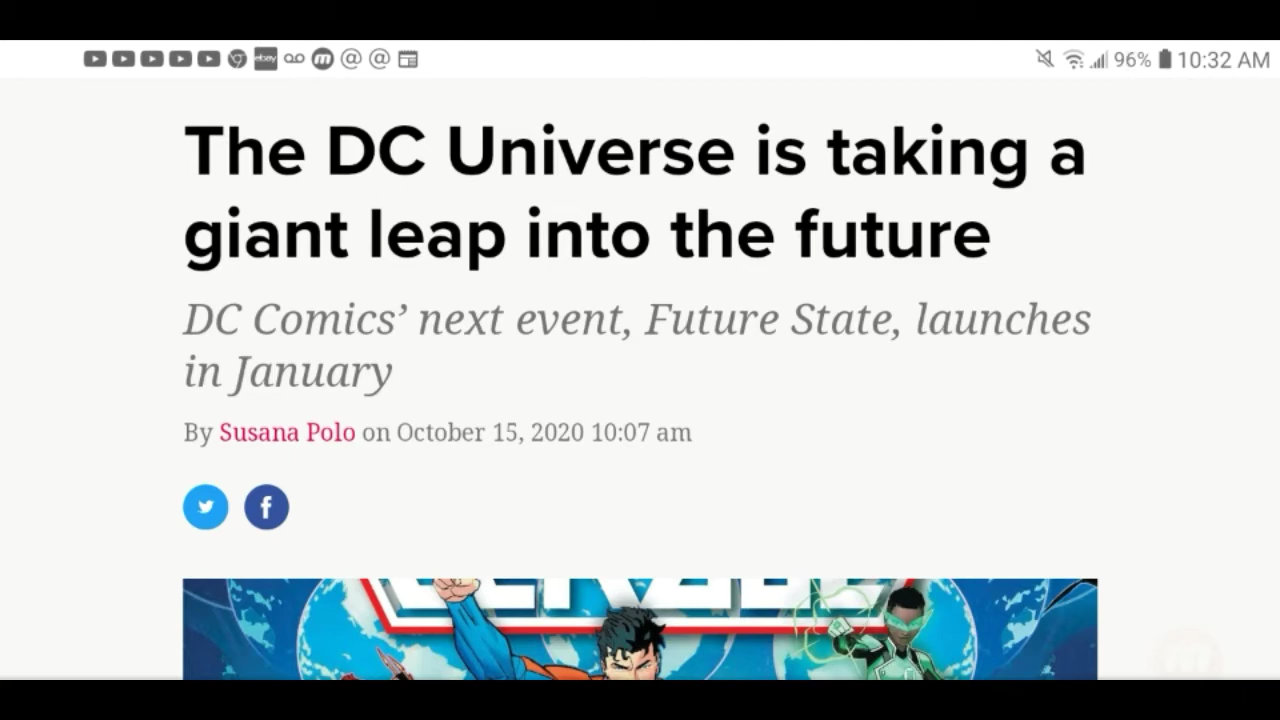 ebay 96% 10:32 AM
The DC Universe is taking a
giant leap into the future
DC Comics’ next event, Future State, launches
in January
By Susana Polo on October 15, 2020 10:07 am